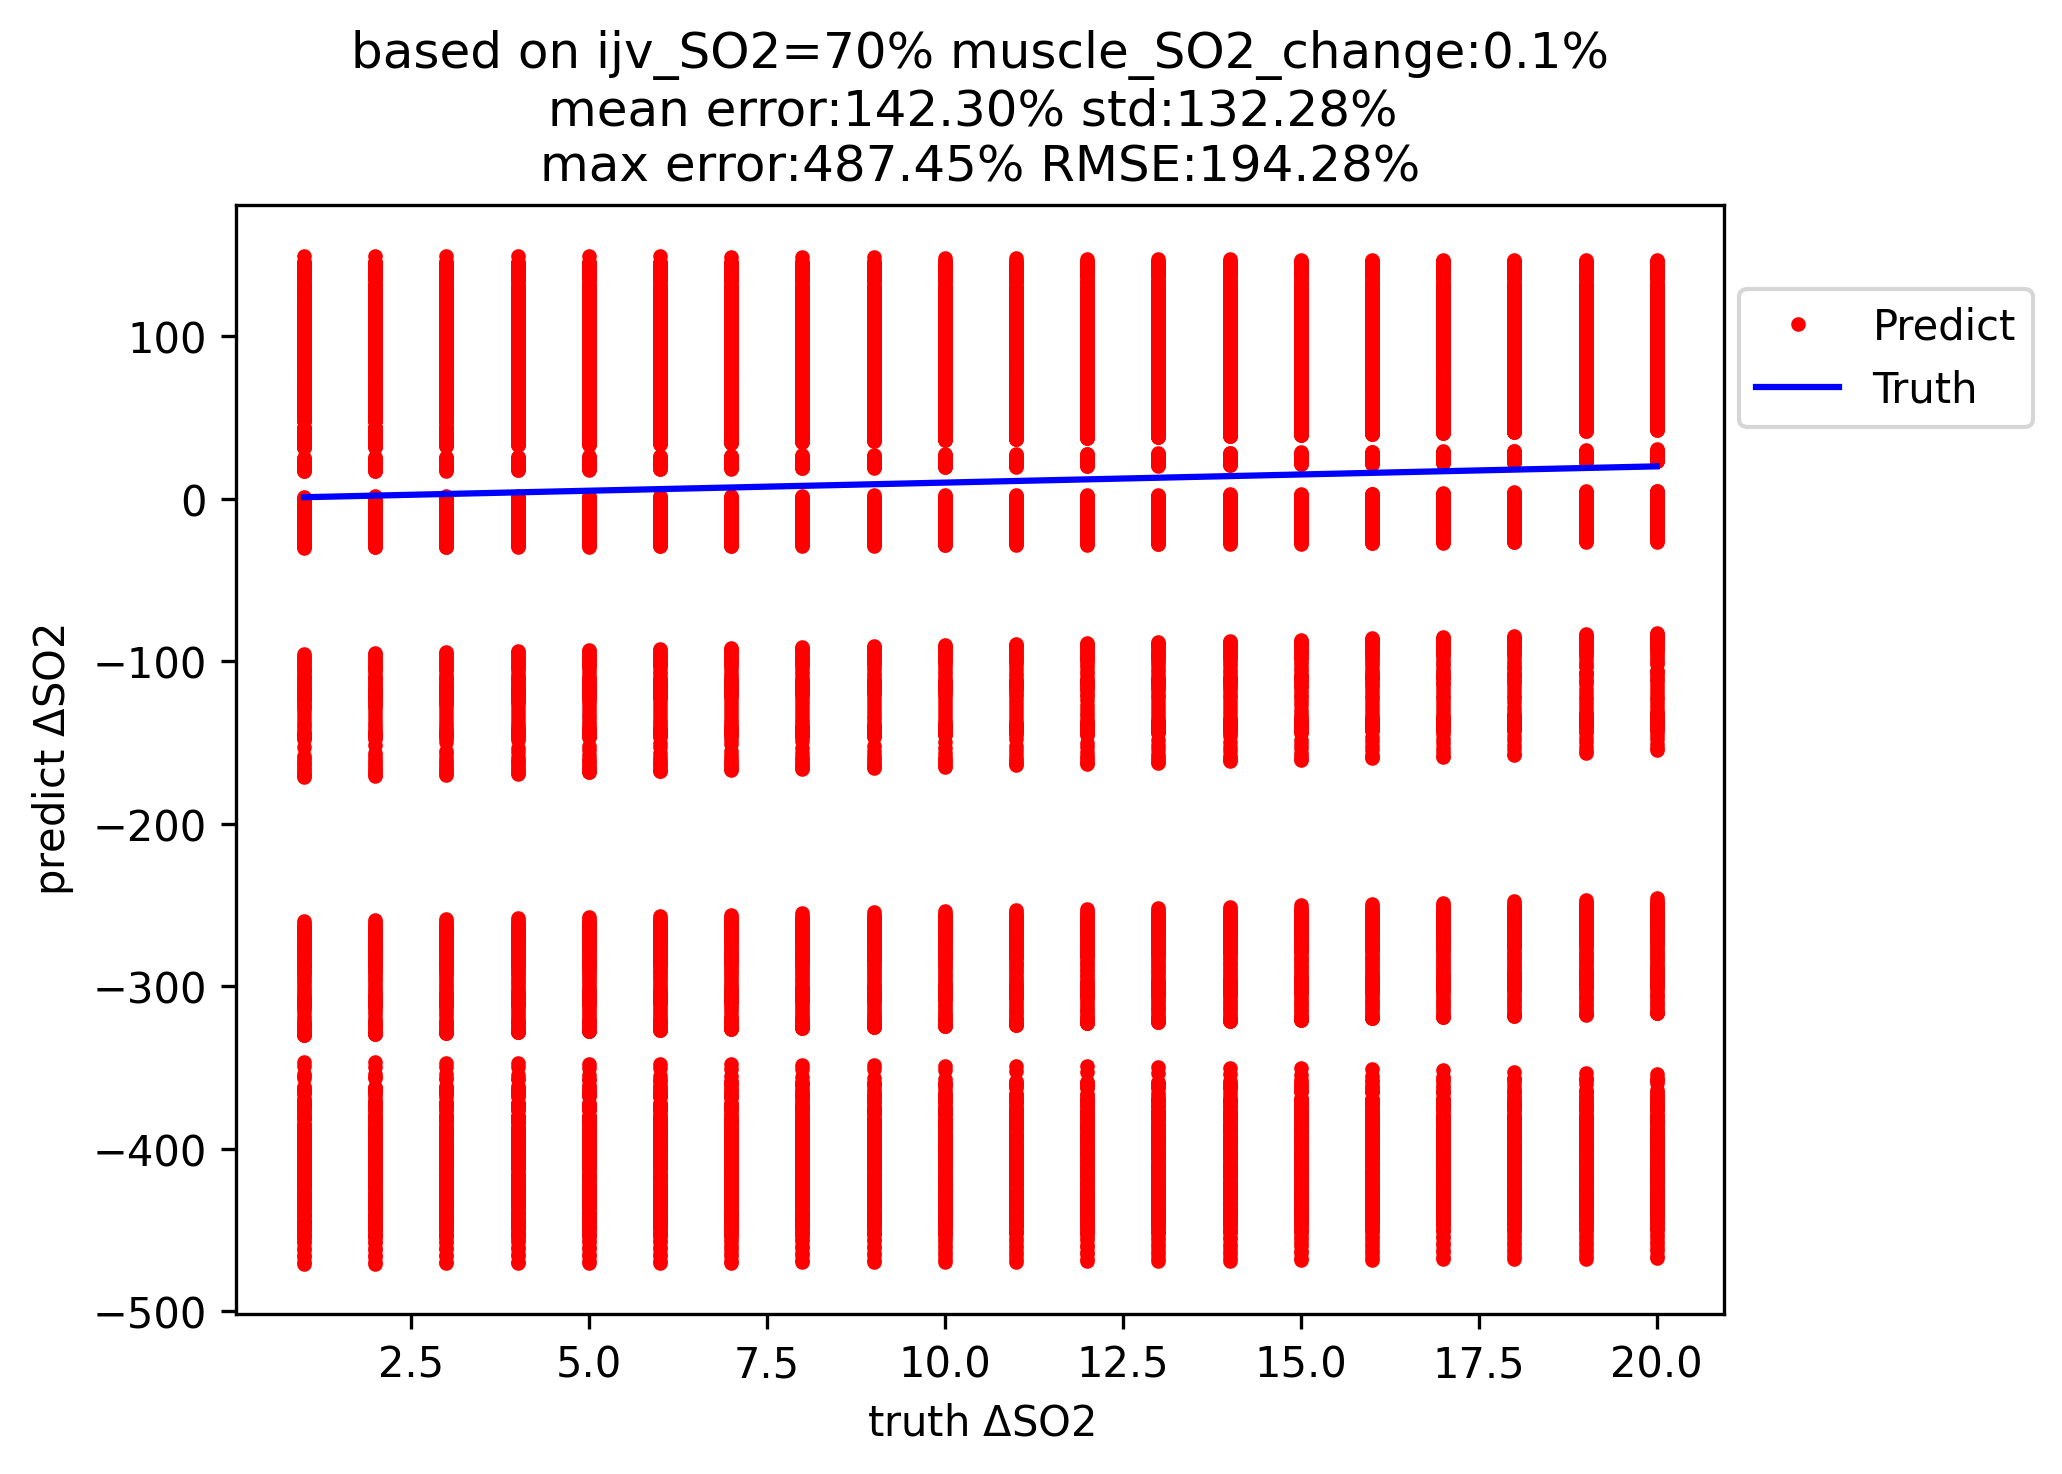 based on ijv_SO2=70% muscle_SO2_change:0.1%
mean error:142.30% std:132.28%
max error:487.45% RMSE:194.28%
Predict
Truth
100
0
−100
−200
−300
−400
−500
predict ΔSO2
2.5
5.0
7.5
10.0
12.5
15.0
17.5
20.0
truth ΔSO2